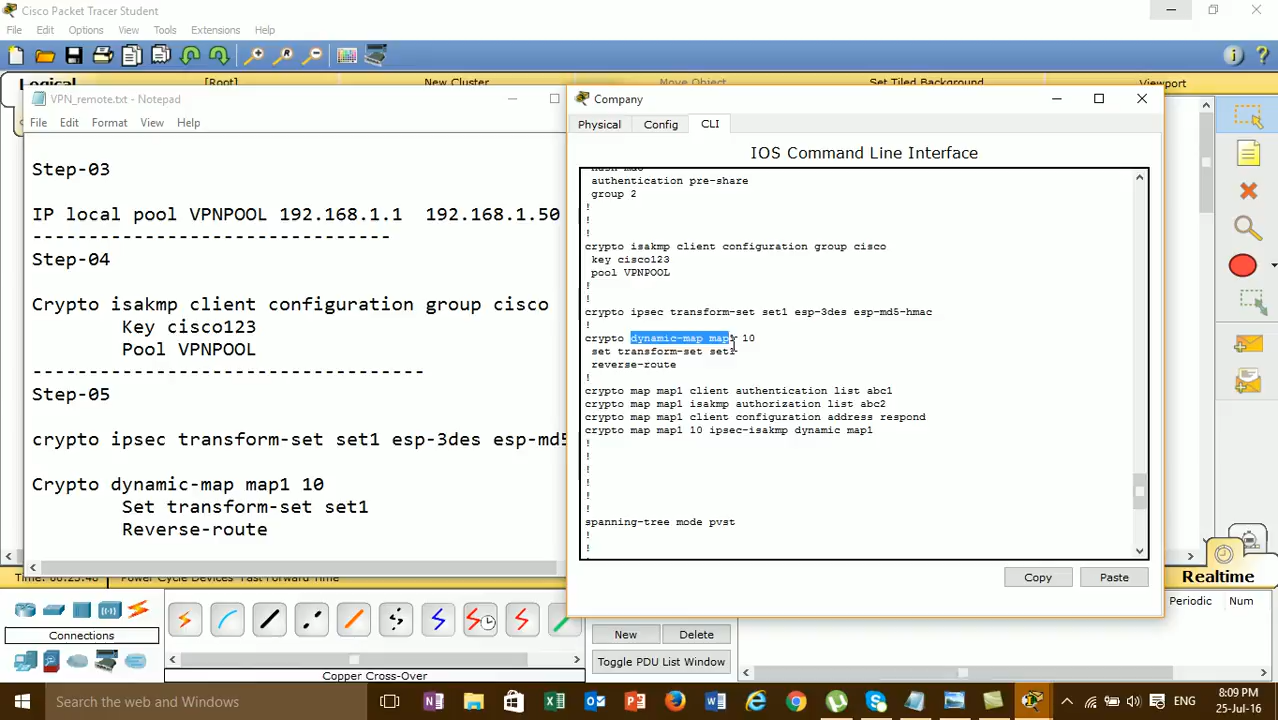 Cisco Packet Tracer Student
File Edit Options View Tools Extensions Help
Logical [Root] New Cluster Move Object Set Tiled Background Viewport
VPN_remote.txt - Notepad
File Edit Format View Help
Step-03
IP local pool VPNPOOL 192.168.1.1 192.168.1.50
--------------------------------
Step-04
Crypto isakmp client configuration group cisco
Key cisco123
Pool VPNPOOL
-----------------------------------
Step-05
crypto ipsec transform-set set1 esp-3des esp-md5
Crypto dynamic-map map1 10
Set transform-set set1
Reverse-route
Company
Physical Config CLI
IOS Command Line Interface
authentication pre-share
group 2
!
!
!
crypto isakmp client configuration group cisco
key cisco123
pool VPNPOOL
!
!
crypto ipsec transform-set set1 esp-3des esp-md5-hmac
!
crypto dynamic-map map1 10
set transform-set set1
reverse-route
!
crypto map map1 client authentication list abc1
crypto map map1 isakmp authorization list abc2
crypto map map1 client configuration address respond
crypto map map1 10 ipsec-isakmp dynamic map1
!
!
!
!
!
!
spanning-tree mode pvst
!
!
Copy Paste
Realtime
Connections
Copper Cross-Over
New Delete
Toggle PDU List Window
Periodic Num
Search the web and Windows
ENG
8:09 PM
25-Jul-16